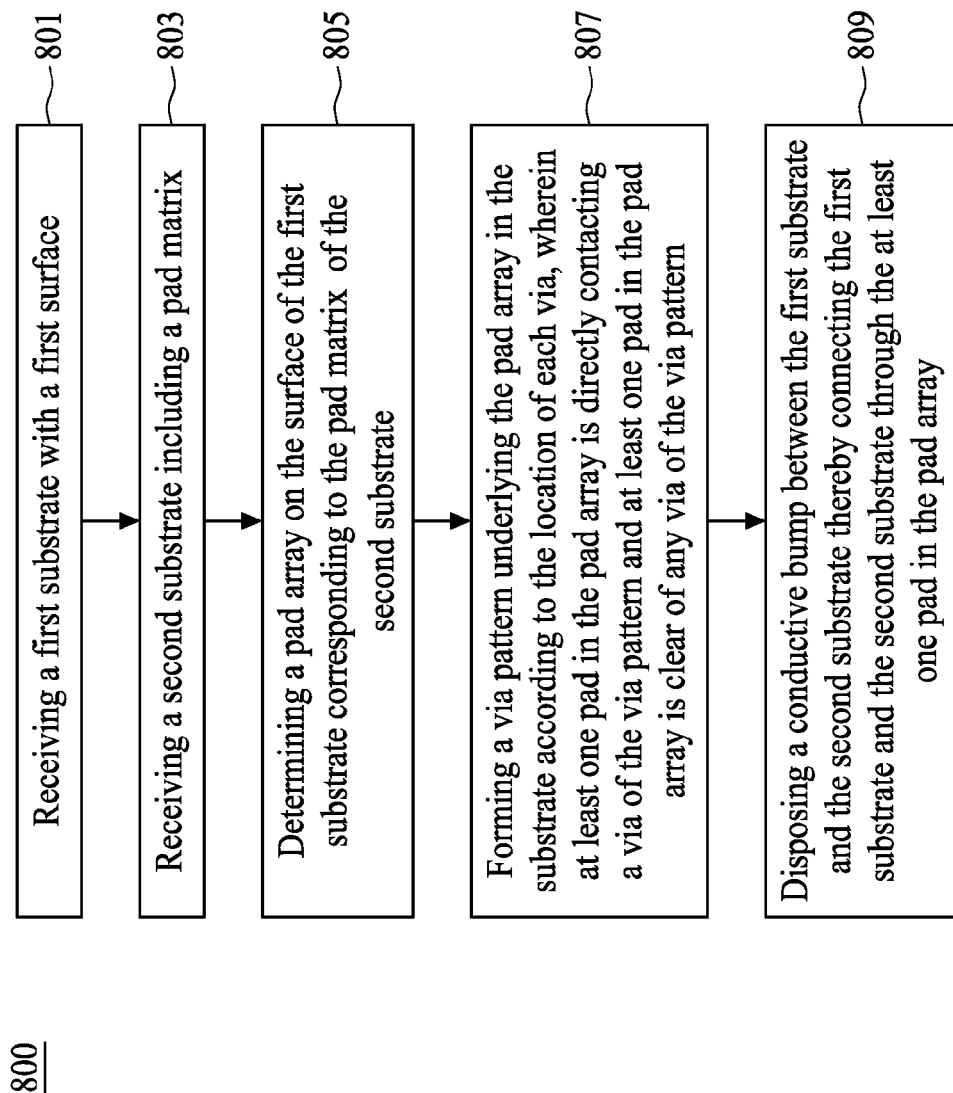 800
Receiving a first substrate with a first surface
801
Receiving a second substrate including a pad matrix
803
Determining a pad array on the surface of the first
substrate corresponding to the pad matrix of the
second substrate
805
Forming a via pattern underlying the pad array in the
substrate according to the location of each via, wherein
at least one pad in the pad array is directly contacting
a via of the via pattern and at least one pad in the pad
array is clear of any via of the via pattern
807
Disposing a conductive bump between the first substrate
and the second substrate thereby connecting the first
substrate and the second substrate through the at least
one pad in the pad array
809